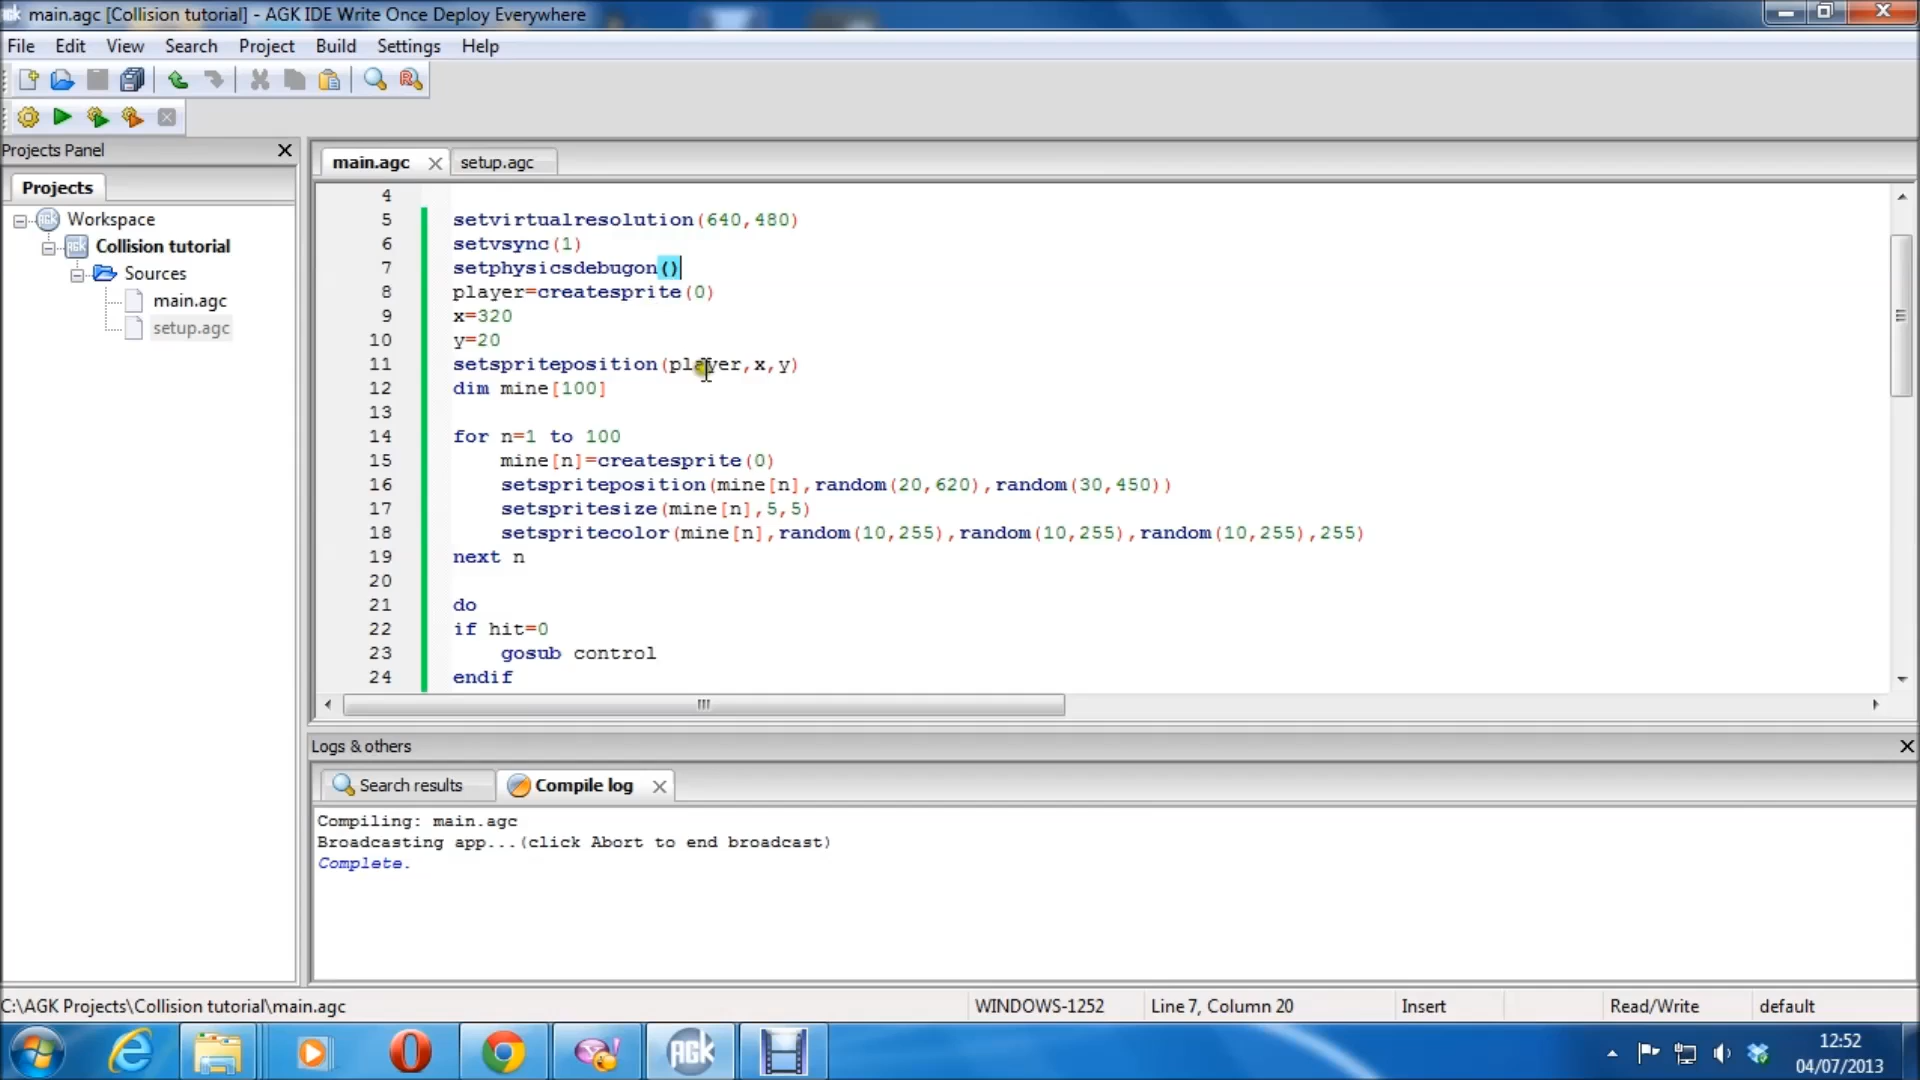 main.agc [Collision tutorial] - AGK IDE Write Once Deploy Everywhere
File Edit View Search Project Build Settings Help
Projects Panel
Projects
Workspace
Collision tutorial
Sources
main.agc
setup.agc
main.agc setup.agc
4
5 setvirtualresolution(640,480)
6 setvsync(1)
7 setphysicsdebugon()
8 player=createsprite(0)
9 x=320
10 y=20
11 setspriteposition(player,x,y)
12 dim mine[100]
13
14 for n=1 to 100
15 mine[n]=createsprite(0)
16 setspriteposition(mine[n],random(20,620),random(30,450))
17 setspritesize(mine[n],5,5)
18 setspritecolor(mine[n],random(10,255),random(10,255),random(10,255),255)
19 next n
20
21 do
22 if hit=0
23 gosub control
24 endif
Logs & others
Search results Compile log
Compiling: main.agc
Broadcasting app...(click Abort to end broadcast)
Complete.
C:\AGK Projects\Collision tutorial\main.agc WINDOWS-1252 Line 7, Column 20 Insert Read/Write default
AGK
12:52
04/07/2013